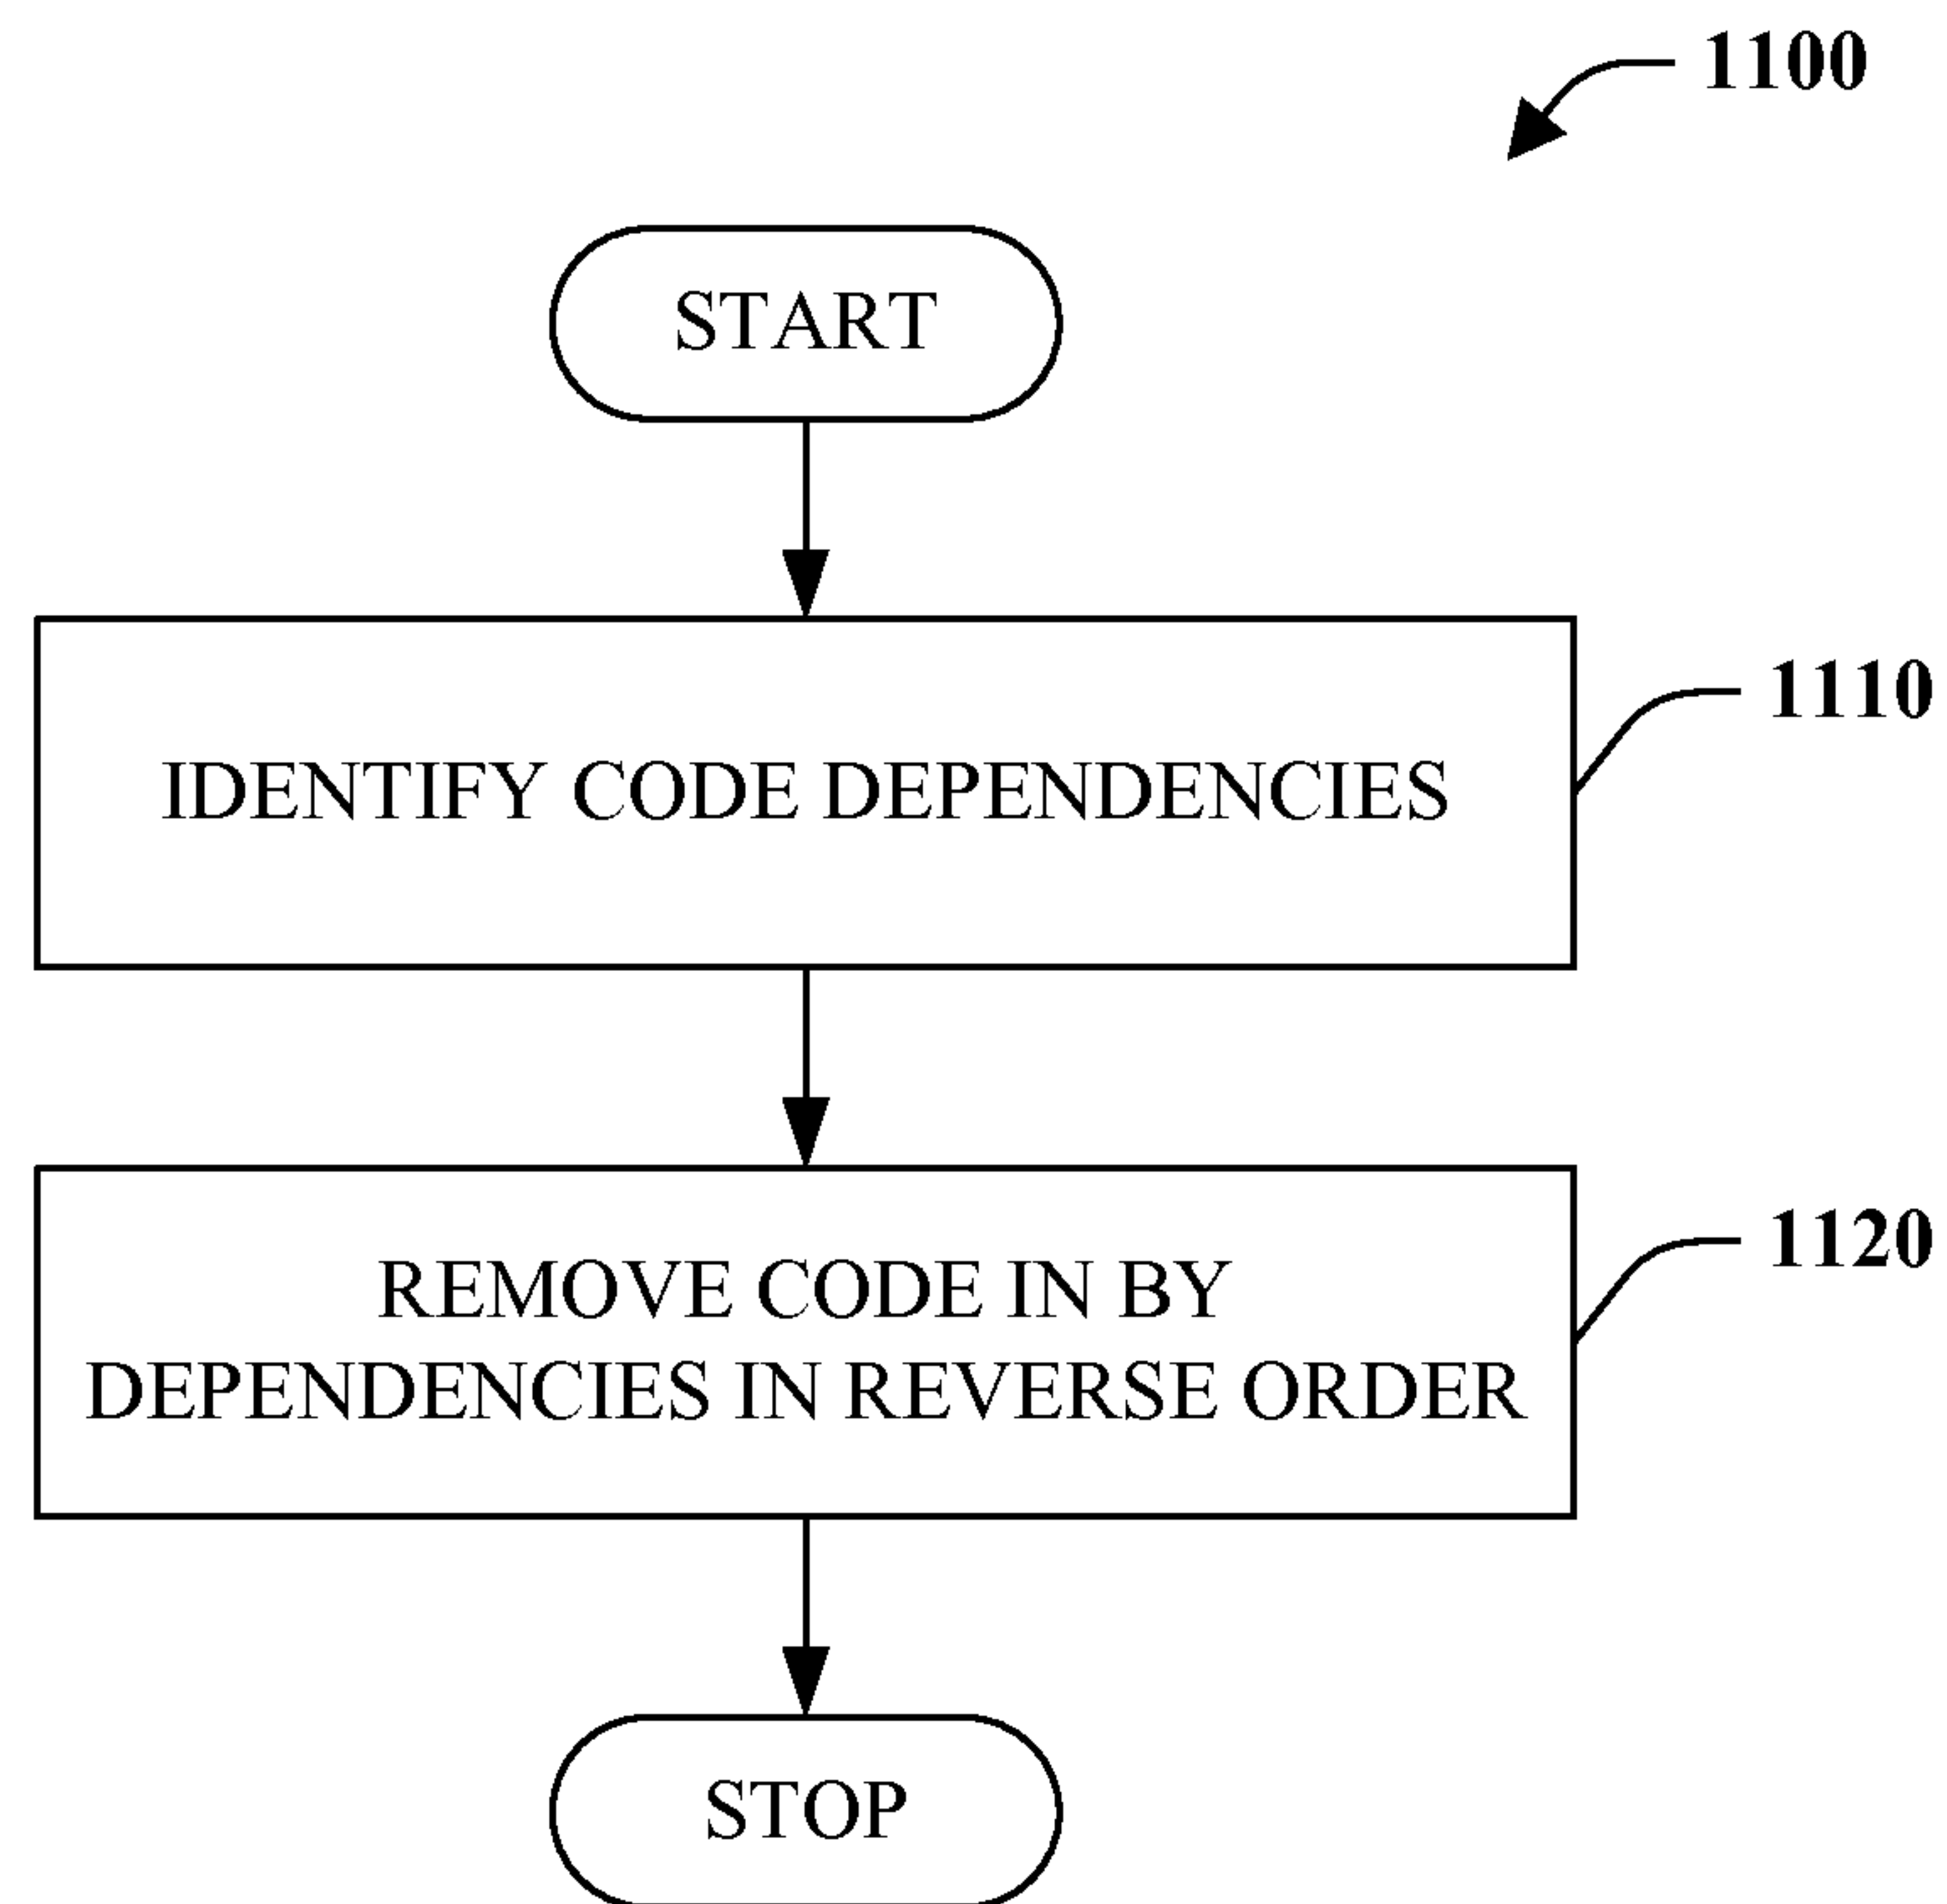 1100
START
1110
IDENTIFY CODE DEPENDENCIES
1120
REMOVE CODE IN BY
DEPENDENCIES IN REVERSE ORDER
STOP